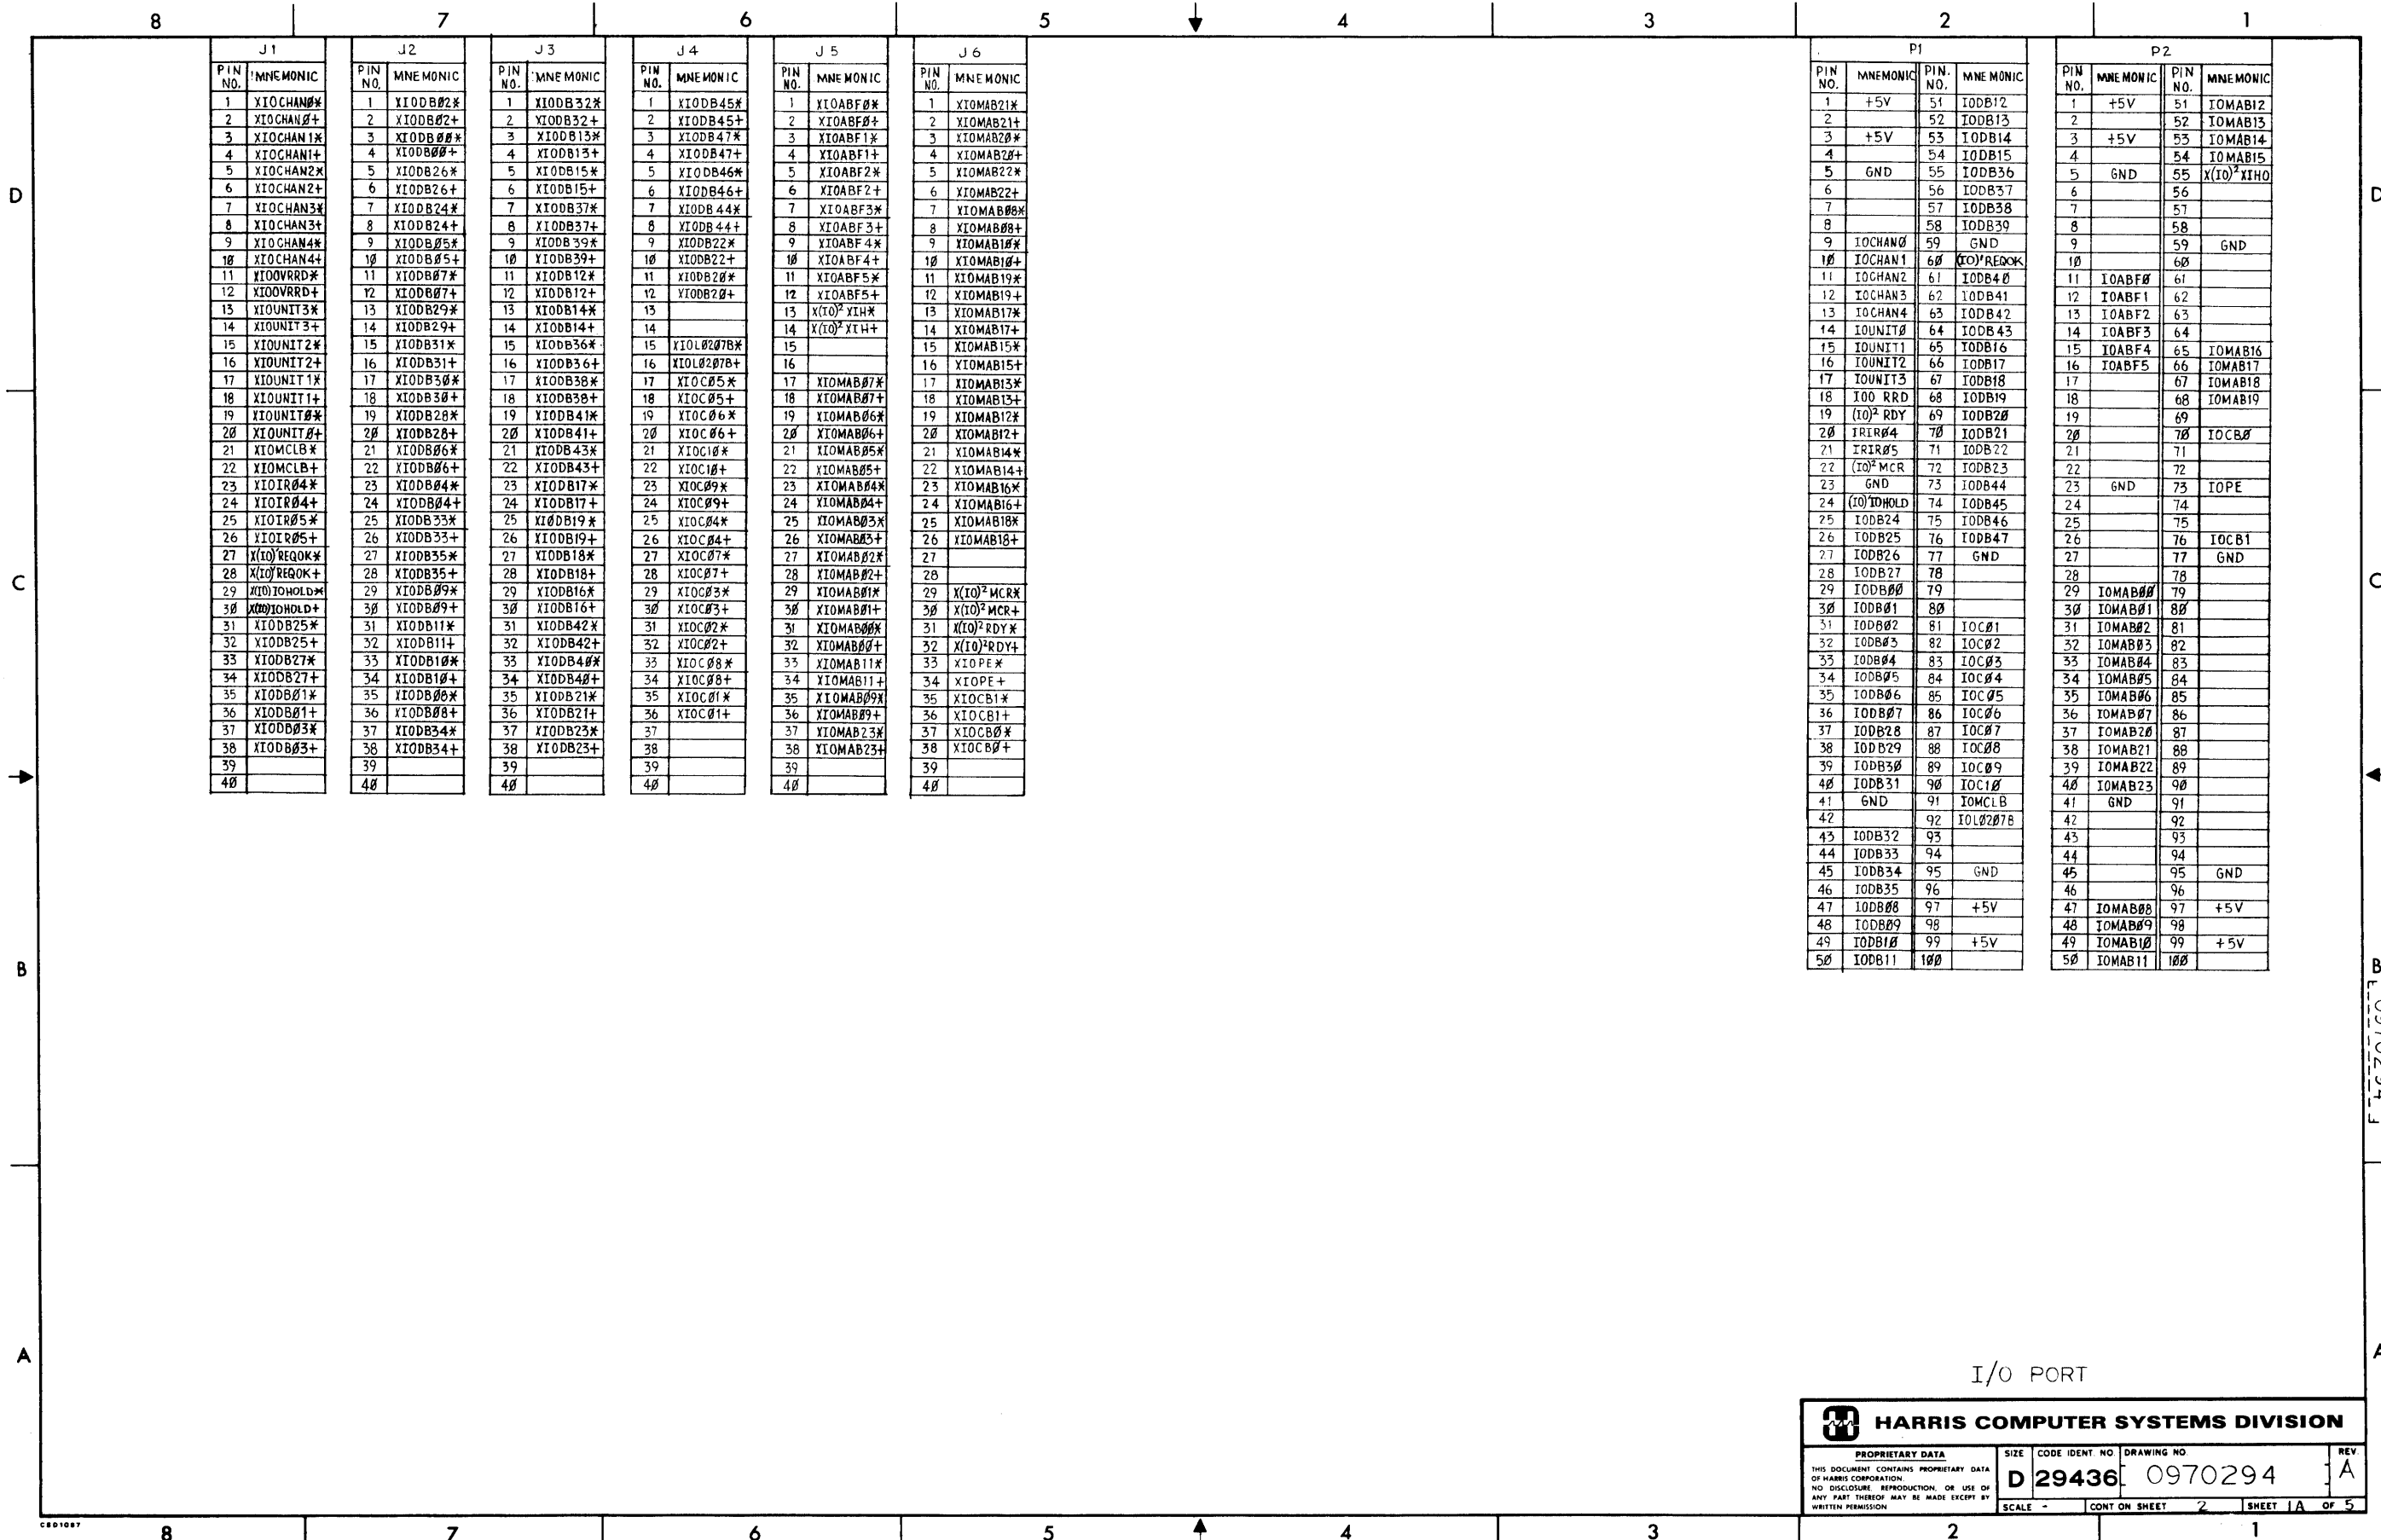 8 7 6 5 4 3 2 1
J1
PIN NO. MNEMONIC
1 XIOCHANØ*
2 XIOCHANØ+
3 XIOCHAN1*
4 XIOCHAN1+
5 XIOCHAN2*
6 XIOCHAN2+
7 XIOCHAN3*
8 XIOCHAN3+
9 XIOCHAN4*
1Ø XIOCHAN4+
11 XIOOVRRD*
12 XIOOVRRD+
13 XIOUNIT3*
14 XIOUNIT3+
15 XIOUNIT2*
16 XIOUNIT2+
17 XIOUNIT1*
18 XIOUNIT1+
19 XIOUNITØ*
2Ø XIOUNITØ+
21 XIOMCLB*
22 XIOMCLB+
23 XIOIRØ4*
24 XIOIRØ4+
25 XIOIRØ5*
26 XIOIRØ5+
27 X(IO)'REQOK*
28 X(IO)'REQOK+
29 X(IO)IOHOLD*
3Ø X(IO)IOHOLD+
31 XIODB25*
32 XIODB25+
33 XIODB27*
34 XIODB27+
35 XIODBØ1*
36 XIODBØ1+
37 XIODBØ3*
38 XIODBØ3+
39
4Ø
J2
PIN NO. MNEMONIC
1 XIODBØ2*
2 XIODBØ2+
3 XIODBØØ*
4 XIODBØØ+
5 XIODB26*
6 XIODB26+
7 XIODB24*
8 XIODB24+
9 XIODBØ5*
1Ø XIODBØ5+
11 XIODBØ7*
12 XIODBØ7+
13 XIODB29*
14 XIODB29+
15 XIODB31*
16 XIODB31+
17 XIODB3Ø*
18 XIODB3Ø+
19 XIODB28*
2Ø XIODB28+
21 XIODBØ6*
22 XIODBØ6+
23 XIODBØ4*
24 XIODBØ4+
25 XIODB33*
26 XIODB33+
27 XIODB35*
28 XIODB35+
29 XIODBØ9*
3Ø XIODBØ9+
31 XIODB11*
32 XIODB11+
33 XIODB1Ø*
34 XIODB1Ø+
35 XIODBØ8*
36 XIODBØ8+
37 XIODB34*
38 XIODB34+
39
4Ø
J3
PIN NO. MNEMONIC
1 XIODB32*
2 XIODB32+
3 XIODB13*
4 XIODB13+
5 XIODB15*
6 XIODB15+
7 XIODB37*
8 XIODB37+
9 XIODB39*
1Ø XIODB39+
11 XIODB12*
12 XIODB12+
13 XIODB14*
14 XIODB14+
15 XIODB36*
16 XIODB36+
17 XIODB38*
18 XIODB38+
19 XIODB41*
2Ø XIODB41+
21 XIODB43*
22 XIODB43+
23 XIODB17*
24 XIODB17+
25 XIØDB19*
26 XIODB19+
27 XIODB18*
28 XIODB18+
29 XIODB16*
3Ø XIODB16+
31 XIODB42*
32 XIODB42+
33 XIODB4Ø*
34 XIODB4Ø+
35 XIODB21*
36 XIODB21+
37 XIODB23*
38 XIODB23+
39
4Ø
J4
PIN NO. MNEMONIC
1 XIODB45*
2 XIODB45+
3 XIODB47*
4 XIODB47+
5 XIODB46*
6 XIODB46+
7 XIODB44*
8 XIODB44+
9 XIODB22*
1Ø XIODB22+
11 XIODB2Ø*
12 XIODB2Ø+
13
14
15 XIOLØ2Ø7B*
16 XIOLØ2Ø7B+
17 XIOCØ5*
18 XIOCØ5+
19 XIOCØ6*
2Ø XIOCØ6+
21 XIOC1Ø*
22 XIOC1Ø+
23 XIOCØ9*
24 XIOCØ9+
25 XIOCØ4*
26 XIOCØ4+
27 XIOCØ7*
28 XIOCØ7+
29 XIOCØ3*
3Ø XIOCØ3+
31 XIOCØ2*
32 XIOCØ2+
33 XIOCØ8*
34 XIOCØ8+
35 XIOCØ1*
36 XIOCØ1+
37
38
39
4Ø
J5
PIN NO. MNEMONIC
1 XIOABFØ*
2 XIOABFØ+
3 XIOABF1*
4 XIOABF1+
5 XIOABF2*
6 XIOABF2+
7 XIOABF3*
8 XIOABF3+
9 XIOABF4*
1Ø XIOABF4+
11 XIOABF5*
12 XIOABF5+
13 X(IO)² XIH*
14 X(IO)² XIH+
15
16
17 XIOMABØ7*
18 XIOMABØ7+
19 XIOMABØ6*
2Ø XIOMABØ6+
21 XIOMABØ5*
22 XIOMABØ5+
23 XIOMABØ4*
24 XIOMABØ4+
25 XIOMABØ3*
26 XIOMABØ3+
27 XIOMABØ2*
28 XIOMABØ2+
29 XIOMABØ1*
3Ø XIOMABØ1+
31 XIOMABØØ*
32 XIOMABØØ+
33 XIOMAB11*
34 XIOMAB11+
35 XIOMABØ9*
36 XIOMABØ9+
37 XIOMAB23*
38 XIOMAB23+
39
4Ø
J6
PIN NO. MNEMONIC
1 XIOMAB21*
2 XIOMAB21+
3 XIOMAB2Ø*
4 XIOMAB2Ø+
5 XIOMAB22*
6 XIOMAB22+
7 XIOMABØ8*
8 XIOMABØ8+
9 XIOMAB1Ø*
1Ø XIOMAB1Ø+
11 XIOMAB19*
12 XIOMAB19+
13 XIOMAB17*
14 XIOMAB17+
15 XIOMAB15*
16 XIOMAB15+
17 XIOMAB13*
18 XIOMAB13+
19 XIOMAB12*
2Ø XIOMAB12+
21 XIOMAB14*
22 XIOMAB14+
23 XIOMAB16*
24 XIOMAB16+
25 XIOMAB18*
26 XIOMAB18+
27
28
29 X(IO)² MCR*
3Ø X(IO)² MCR+
31 X(IO)² RDY*
32 X(IO)² RDY+
33 XIOPE*
34 XIOPE+
35 XIOCB1*
36 XIOCB1+
37 XIOCBØ*
38 XIOCBØ+
39
4Ø
P1
PIN NO. MNEMONIC PIN. NO. MNEMONIC
1 +5V 51 IODB12
2 52 IODB13
3 +5V 53 IODB14
4 54 IODB15
5 GND 55 IODB36
6 56 IODB37
7 57 IODB38
8 58 IODB39
9 IOCHANØ 59 GND
1Ø IOCHAN1 6Ø (IO)'REQOK
11 IOCHAN2 61 IODB4Ø
12 IOCHAN3 62 IODB41
13 IOCHAN4 63 IODB42
14 IOUNITØ 64 IODB43
15 IOUNIT1 65 IODB16
16 IOUNIT2 66 IODB17
17 IOUNIT3 67 IODB18
18 IOO RRD 68 IODB19
19 (IO)² RDY 69 IODB2Ø
2Ø IRIRØ4 7Ø IODB21
21 IRIRØ5 71 IODB22
22 (IO)² MCR 72 IODB23
23 GND 73 IODB44
24 (IO)'IOHOLD 74 IODB45
25 IODB24 75 IODB46
26 IODB25 76 IODB47
27 IODB26 77 GND
28 IODB27 78
29 IODBØØ 79
3Ø IODBØ1 8Ø
31 IODBØ2 81 IOCØ1
32 IODBØ3 82 IOCØ2
33 IODBØ4 83 IOCØ3
34 IODBØ5 84 IOCØ4
35 IODBØ6 85 IOCØ5
36 IODBØ7 86 IOCØ6
37 IODB28 87 IOCØ7
38 IODB29 88 IOCØ8
39 IODB3Ø 89 IOCØ9
4Ø IODB31 9Ø IOC1Ø
41 GND 91 IOMCLB
42 92 IOLØ2Ø7B
43 IODB32 93
44 IODB33 94
45 IODB34 95 GND
46 IODB35 96
47 IODBØ8 97 +5V
48 IODBØ9 98
49 IODB1Ø 99 +5V
5Ø IODB11 1ØØ
P2
PIN NO. MNEMONIC PIN NO. MNEMONIC
1 +5V 51 IOMAB12
2 52 IOMAB13
3 +5V 53 IOMAB14
4 54 IOMAB15
5 GND 55 X(IO)² XIHO
6 56
7 57
8 58
9 59 GND
1Ø 6Ø
11 IOABFØ 61
12 IOABF1 62
13 IOABF2 63
14 IOABF3 64
15 IOABF4 65 IOMAB16
16 IOABF5 66 IOMAB17
17 67 IOMAB18
18 68 IOMAB19
19 69
2Ø 7Ø IOCBØ
21 71
22 72
23 GND 73 IOPE
24 74
25 75
26 76 IOCB1
27 77 GND
28 78
29 IOMABØØ 79
3Ø IOMABØ1 8Ø
31 IOMABØ2 81
32 IOMABØ3 82
33 IOMABØ4 83
34 IOMABØ5 84
35 IOMABØ6 85
36 IOMABØ7 86
37 IOMAB2Ø 87
38 IOMAB21 88
39 IOMAB22 89
4Ø IOMAB23 9Ø
41 GND 91
42 92
43 93
44 94
45 95 GND
46 96
47 IOMABØ8 97 +5V
48 IOMABØ9 98
49 IOMAB1Ø 99 +5V
5Ø IOMAB11 1ØØ
D D
C C
B B
0970294
A A
I/O PORT
HARRIS COMPUTER SYSTEMS DIVISION
PROPRIETARY DATA
THIS DOCUMENT CONTAINS PROPRIETARY DATA
OF HARRIS CORPORATION.
NO DISCLOSURE, REPRODUCTION, OR USE OF
ANY PART THEREOF MAY BE MADE EXCEPT BY
WRITTEN PERMISSION
SIZE D
CODE IDENT. NO. 29436
DRAWING NO. 0970294
REV. A
SCALE - CONT ON SHEET 2 SHEET 1A OF 5
CSD1087
8 7 6 5 4 3 2 1